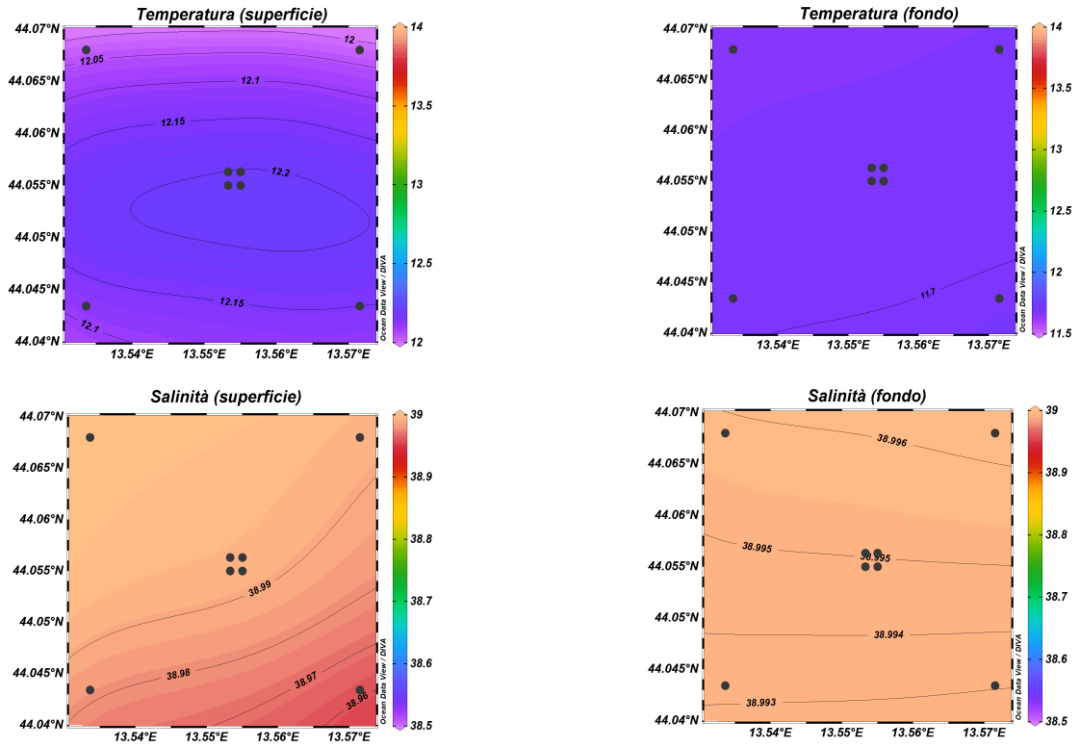 Temperatura (superficie)
44.07°N
44.065°N
44.06°N
44.055°N
44.05°N
44.045°N
44.04°N
13.54°E 13.55°E 13.56°E 13.57°E
12
12.05
12.1
12.15
12.2
12.15
12.1
Ocean Data View / DIVA
14
13.5
13
12.5
12
Temperatura (fondo)
44.07°N
44.065°N
44.06°N
44.055°N
44.05°N
44.045°N
44.04°N
13.54°E 13.55°E 13.56°E 13.57°E
11.7
Ocean Data View / DIVA
14
13.5
13
12.5
12
11.5
Salinità (superficie)
44.07°N
44.065°N
44.06°N
44.055°N
44.05°N
44.045°N
44.04°N
13.54°E 13.55°E 13.56°E 13.57°E
38.99
38.98
38.97
38.96
Ocean Data View / DIVA
39
38.9
38.8
38.7
38.6
38.5
Salinità (fondo)
44.07°N
44.065°N
44.06°N
44.055°N
44.05°N
44.045°N
44.04°N
13.54°E 13.55°E 13.56°E 13.57°E
38.996
38.995
38.995
38.994
38.993
Ocean Data View / DIVA
39
38.9
38.8
38.7
38.6
38.5